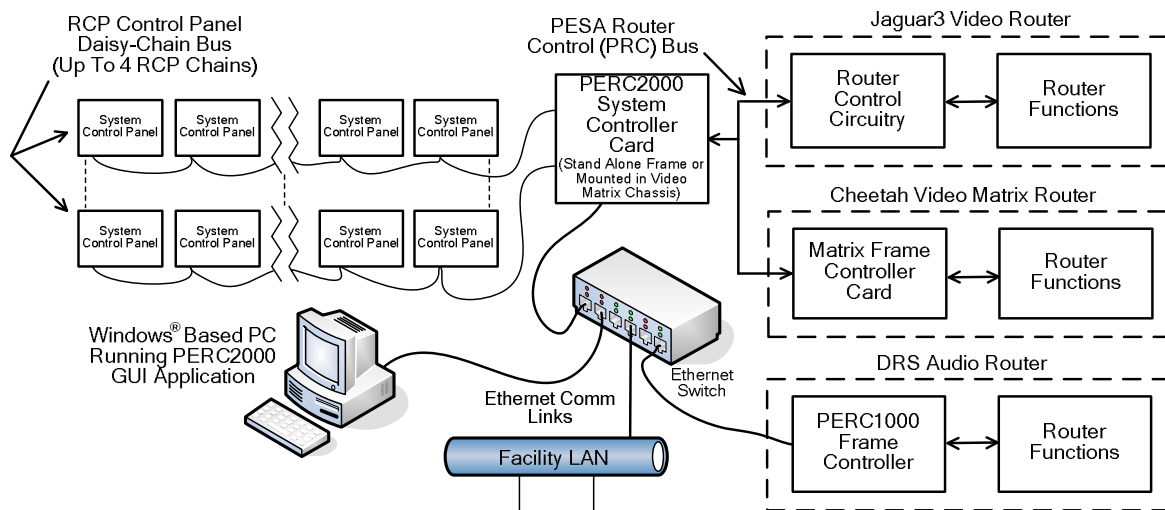 RCP Control Panel
Daisy-Chain Bus
(Up To 4 RCP Chains)
PESA Router
Control (PRC) Bus
Jaguar3 Video Router
System
Control Panel
System
Control Panel
System
Control Panel
System
Control Panel
PERC2000
System
Controller
Card
(Stand Alone Frame or
Mounted in Video
Matrix Chassis)
Router
Control
Circuitry
Router
Functions
System
Control Panel
System
Control Panel
System
Control Panel
System
Control Panel
Cheetah Video Matrix Router
Matrix Frame
Controller
Card
Router
Functions
Windows® Based PC
Running PERC2000
GUI Application
Ethernet
Switch
Ethernet Comm
Links
Facility LAN
DRS Audio Router
PERC1000
Frame
Controller
Router
Functions